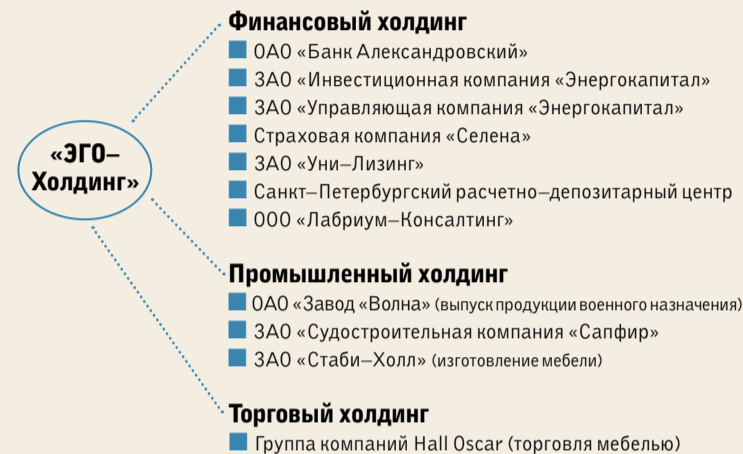 Финансовый холдинг
ОАО «Банк Александровский»
ЗАО «Инвестиционная компания «Энергокапитал»
ЗАО «Управляющая компания «Энергокапитал»
Страховая компания «Селена»
ЗАО «Уни–Лизинг»
Санкт–Петербургский расчетно–депозитарный центр
ООО «Лабриум–Консалтинг»
«ЭГО–
Холдинг»
Промышленный холдинг
ОАО «Завод «Волна» (выпуск продукции военного назначения)
ЗАО «Судостроительная компания «Сапфир»
ЗАО «Стаби–Холл» (изготовление мебели)
Торговый холдинг
Группа компаний Hall Oscar (торговля мебелью)